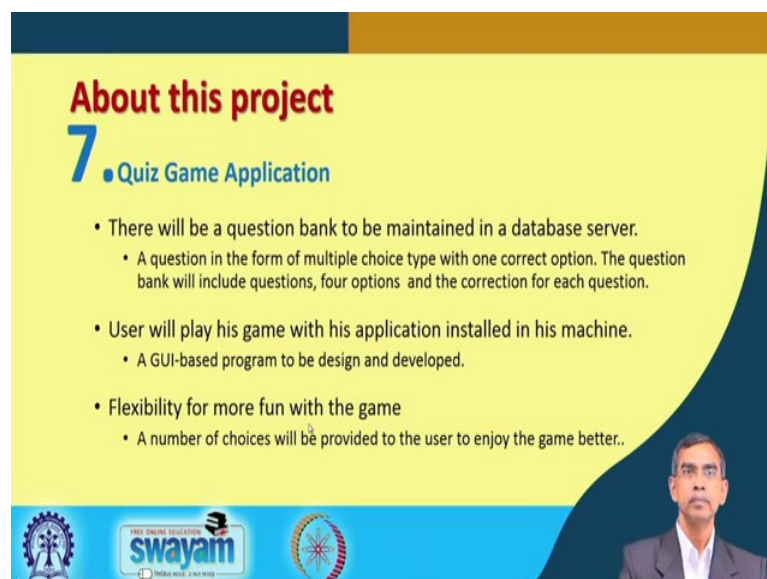 About this project
7. Quiz Game Application
• There will be a question bank to be maintained in a database server.
• A question in the form of multiple choice type with one correct option. The question
bank will include questions, four options and the correction for each question.
• User will play his game with his application installed in his machine.
• A GUI-based program to be design and developed.
• Flexibility for more fun with the game
• A number of choices will be provided to the user to enjoy the game better..
FREE ONLINE EDUCATION
swayam